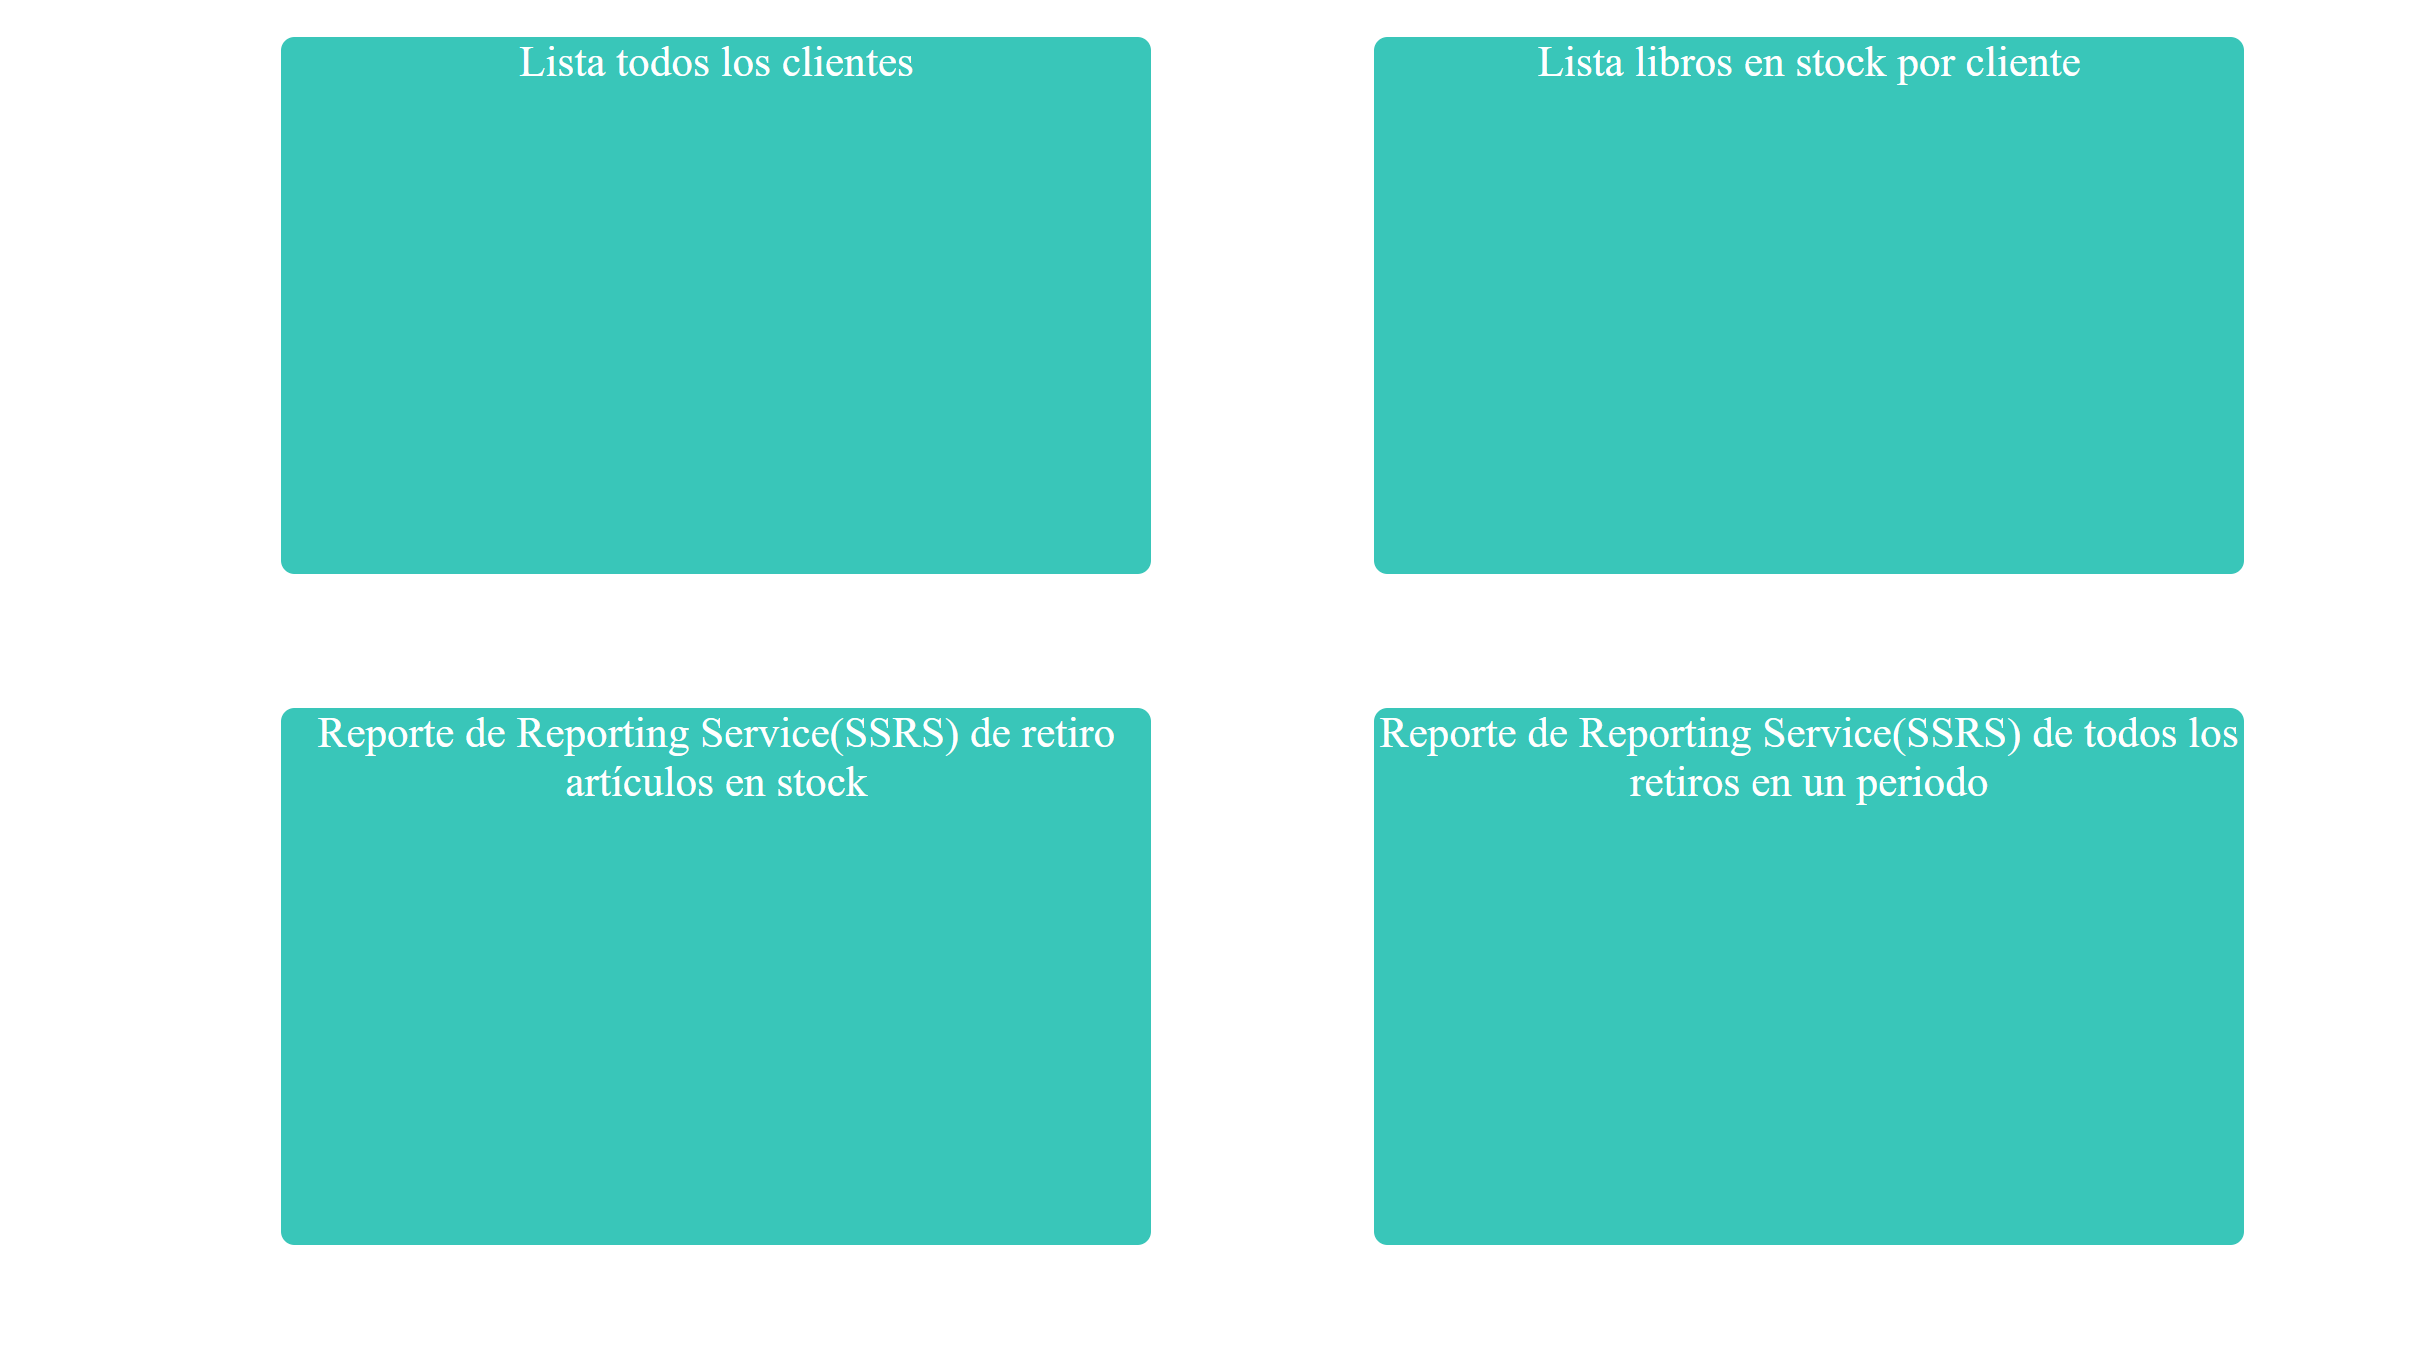 Lista todos los clientes
Lista libros en stock por cliente
Reporte de Reporting Service(SSRS) de retiro
artículos en stock
Reporte de Reporting Service(SSRS) de todos los
retiros en un periodo